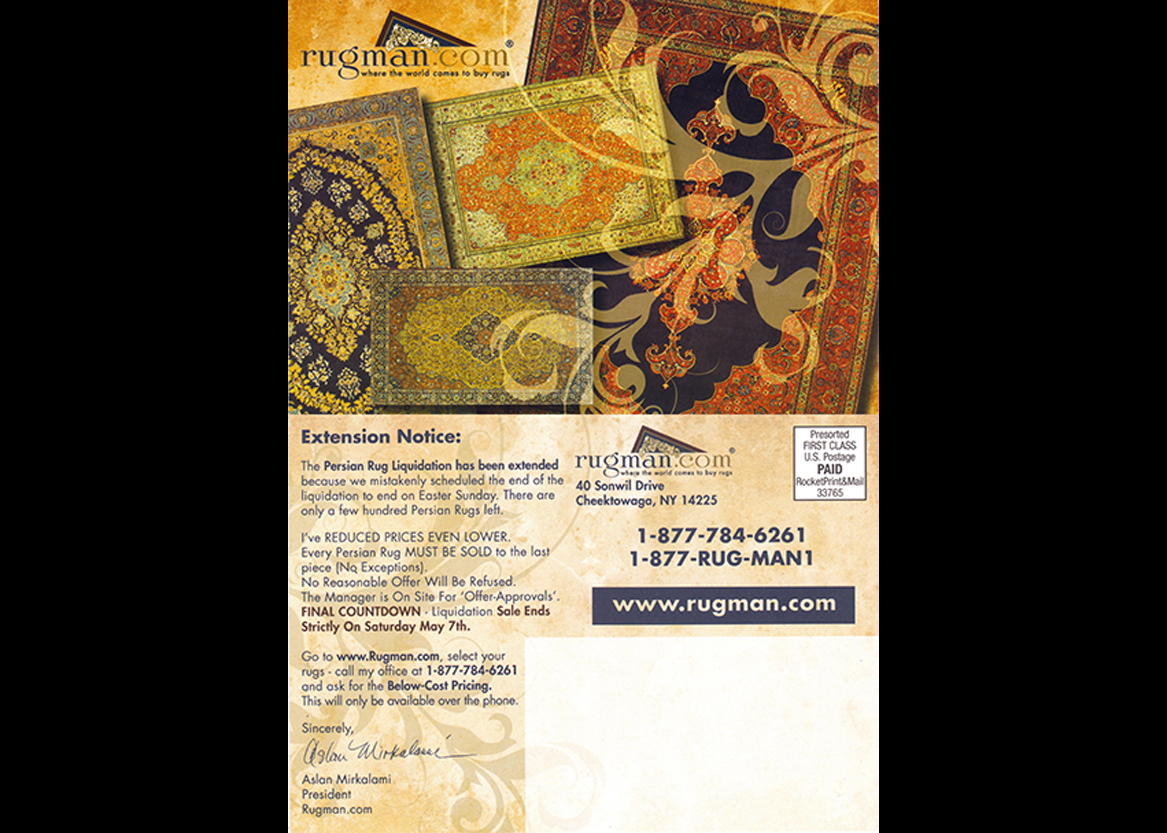 rugman.com®
where the world comes to buy rugs
Extension Notice:
The Persian Rug Liquidation has been extended
because we mistakenly scheduled the end of the
liquidation to end on Easter Sunday. There are
only a few hundred Persian Rugs left.
I've REDUCED PRICES EVEN LOWER.
Every Persian Rug MUST BE SOLD to the last
piece (No Exceptions).
No Reasonable Offer Will Be Refused.
The Manager is On Site For 'Offer-Approvals'.
FINAL COUNTDOWN - Liquidation Sale Ends
Strictly On Saturday May 7th.
Go to www.Rugman.com, select your
rugs - call my office at 1-877-784-6261
and ask for the Below-Cost Pricing.
This will only be available over the phone.
Sincerely,
Aslan Mirkalami
Aslan Mirkalami
President
Rugman.com
rugman.com®
where the world comes to buy rugs
40 Sonwil Drive
Cheektowaga, NY 14225
Presorted
FIRST CLASS
U.S. Postage
PAID
RocketPrint&Mail
33765
1-877-784-6261
1-877-RUG-MAN1
www.rugman.com